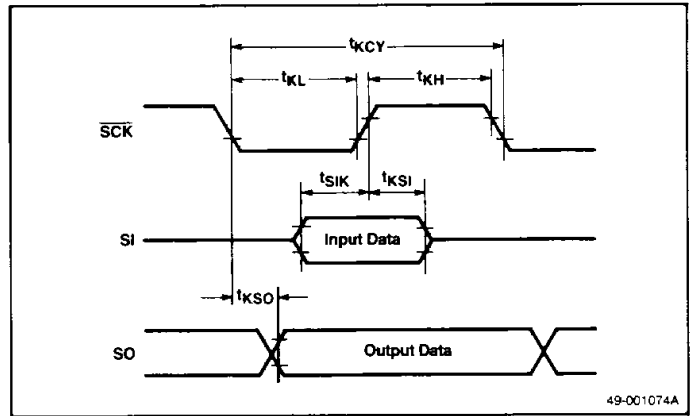 tKCY
tKL
tKH
SCK
tSIK
tKSI
SI
Input Data
tKSO
SO
Output Data
49-001074A